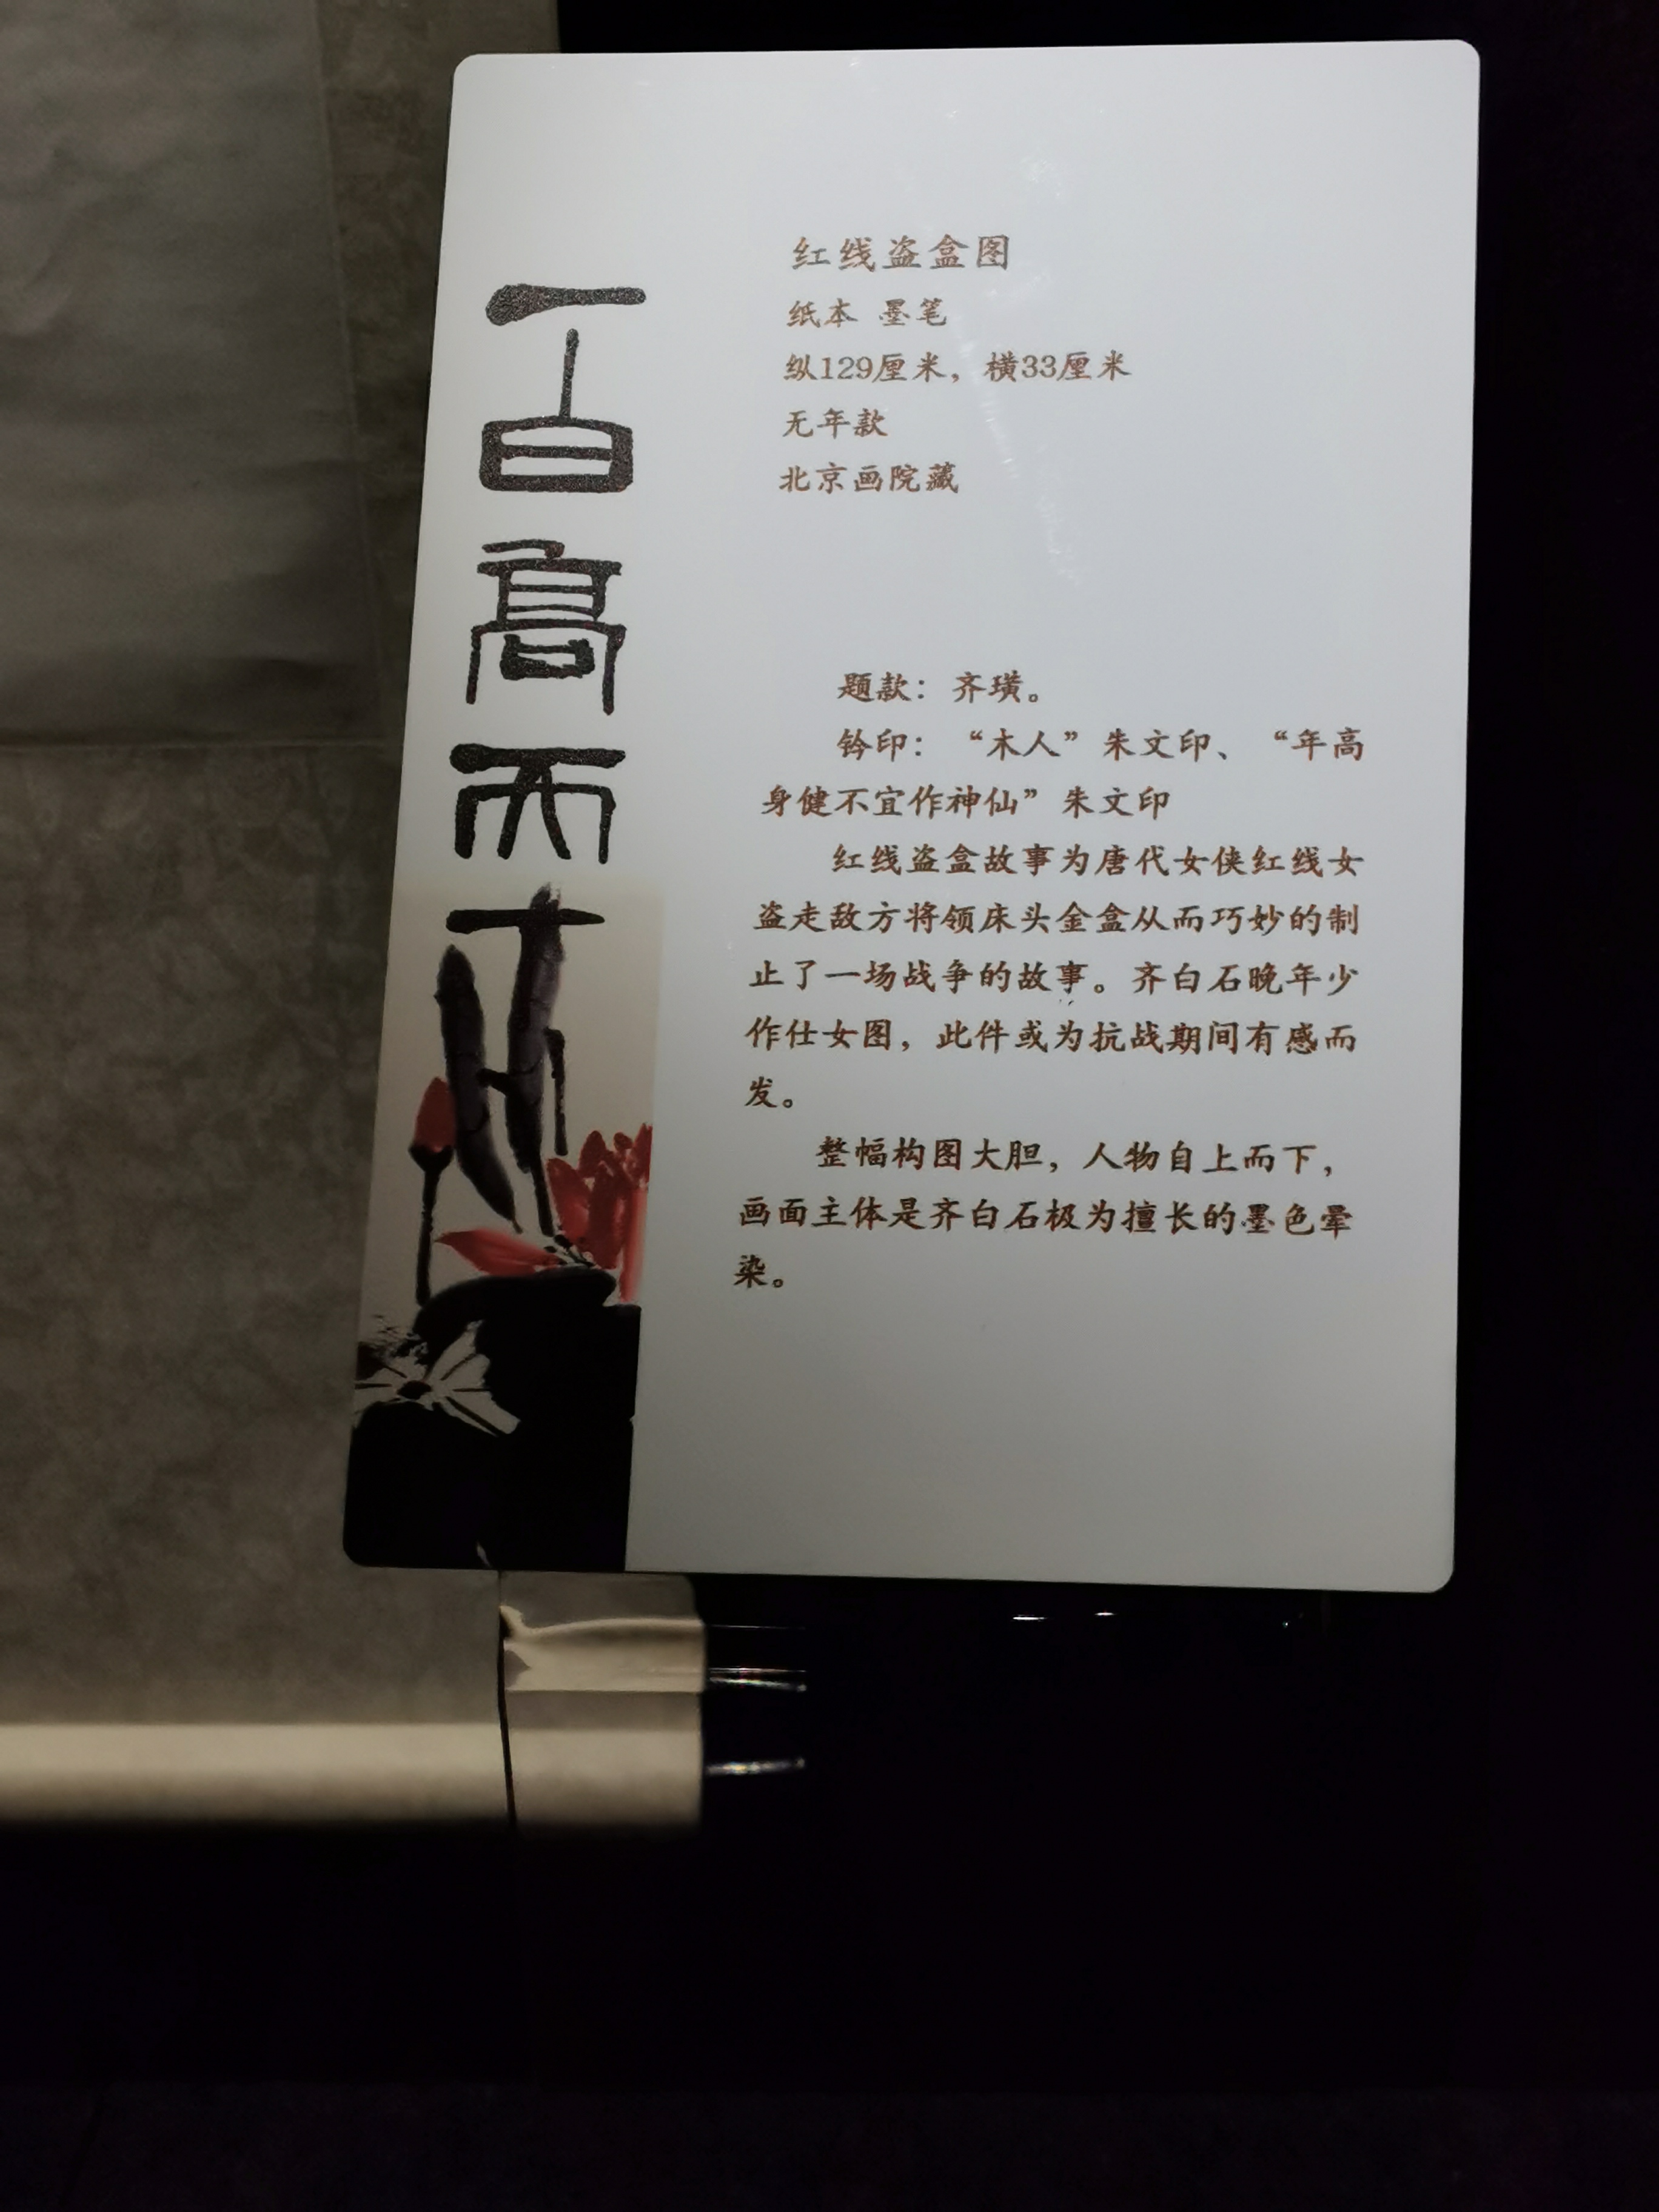 百高而
红线盗盒图
纸本 墨笔
纵129厘米，横33厘米
无年款
北京画院藏
题款：齐璜。
钤印：“木人”朱文印、“年高
身健不宜作神仙”朱文印
红线盗盒故事为唐代女侠红线女
盗走敌方将领床头金盒从而巧妙的制
止了一场战争的故事。齐白石晚年少
作仕女图，此件或为抗战期间有感而
发。
整幅构图大胆，人物自上而下，
画面主体是齐白石极为擅长的墨色晕
染。